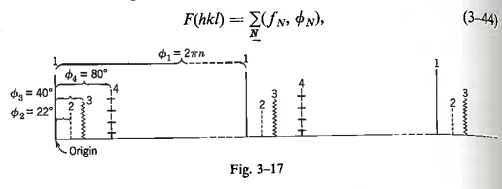 F(hkl) = ∑(f_N, ϕ_N), (3–44)
N
ϕ₁ = 2πn
1 1 1
ϕ₄ = 80°
4 4
ϕ₃ = 40° 3 3 3
ϕ₂ = 22° 2 2 2
Origin
Fig. 3–17